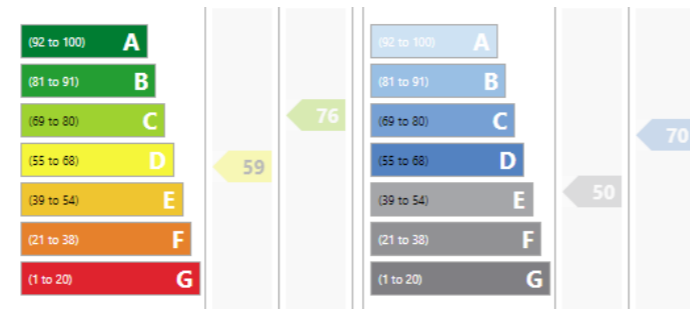 (92 to 100) A
(81 to 91) B
(69 to 80) C
(55 to 68) D
(39 to 54) E
(21 to 38) F
(1 to 20) G
59
76
(92 to 100) A
(81 to 91) B
(69 to 80) C
(55 to 68) D
(39 to 54) E
(21 to 38) F
(1 to 20) G
50
70